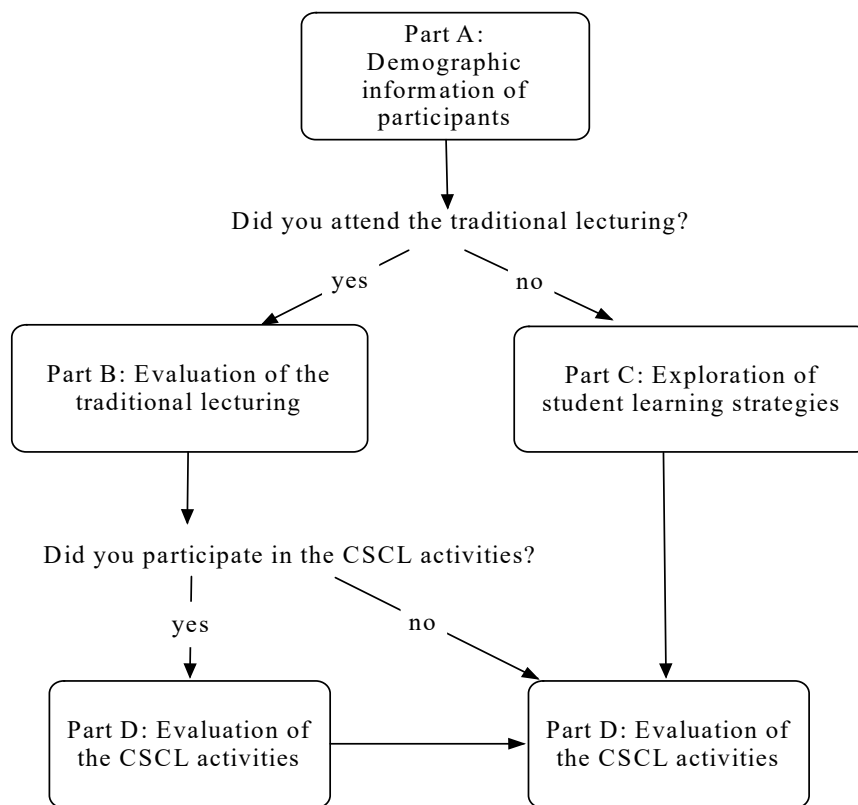 Part A:
Demographic
information of
participants
Did you attend the traditional lecturing?
yes
no
Part B: Evaluation of the
traditional lecturing
Part C: Exploration of
student learning strategies
Did you participate in the CSCL activities?
yes
no
Part D: Evaluation of
the CSCL activities
Part D: Evaluation of
the CSCL activities